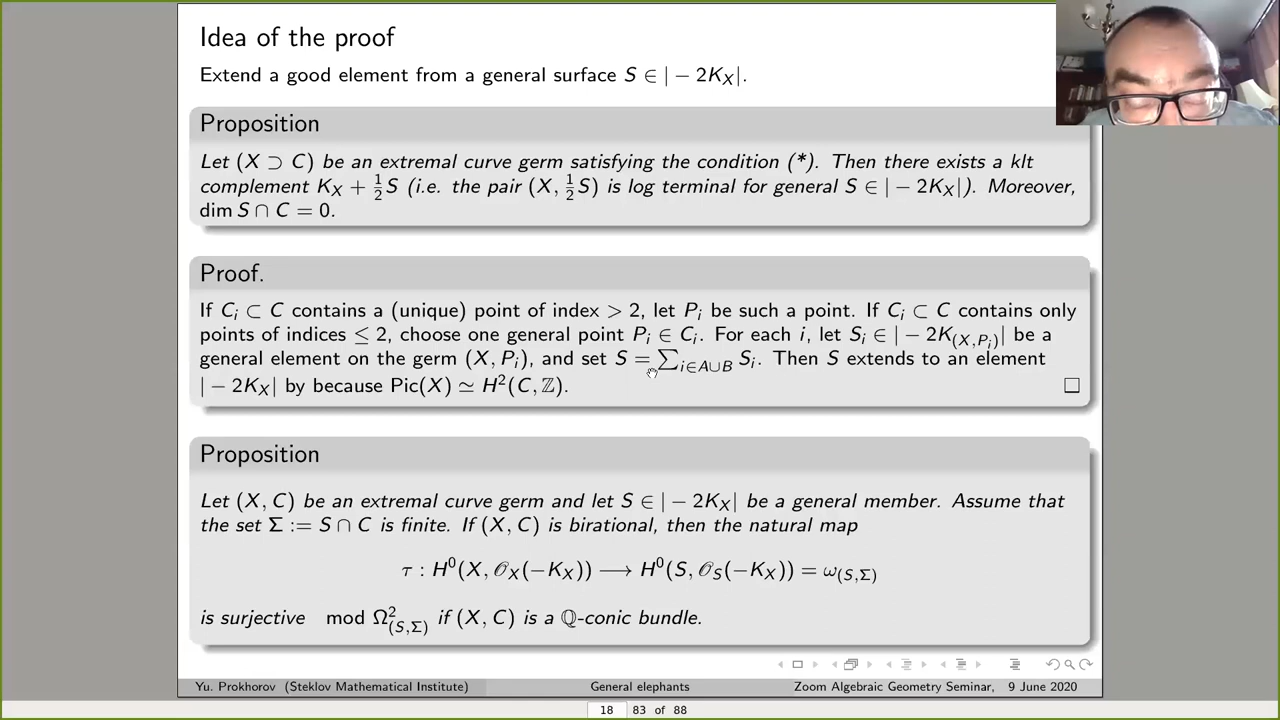 Idea of the proof
Extend a good element from a general surface S ∈ | − 2K_X|.
Proposition
Let (X ⊃ C) be an extremal curve germ satisfying the condition (*). Then there exists a klt
complement K_X + ½S (i.e. the pair (X, ½S) is log terminal for general S ∈ | − 2K_X|). Moreover,
dim S ∩ C = 0.
Proof.
If C_i ⊂ C contains a (unique) point of index > 2, let P_i be such a point. If C_i ⊂ C contains only
points of indices ≤ 2, choose one general point P_i ∈ C_i. For each i, let S_i ∈ | − 2K_{(X,P_i)}| be a
general element on the germ (X, P_i), and set S = ∑_{i∈A∪B} S_i. Then S extends to an element
| − 2K_X| by because Pic(X) ≃ H²(C, ℤ). □
Proposition
Let (X, C) be an extremal curve germ and let S ∈ | − 2K_X| be a general member. Assume that
the set Σ := S ∩ C is finite. If (X, C) is birational, then the natural map
τ : H⁰(X, 𝒪_X(−K_X)) ⟶ H⁰(S, 𝒪_S(−K_X)) = ω_{(S,Σ)}
is surjective mod Ω²_{(S,Σ)} if (X, C) is a ℚ-conic bundle.
Yu. Prokhorov (Steklov Mathematical Institute) General elephants Zoom Algebraic Geometry Seminar, 9 June 2020
18 83 of 88